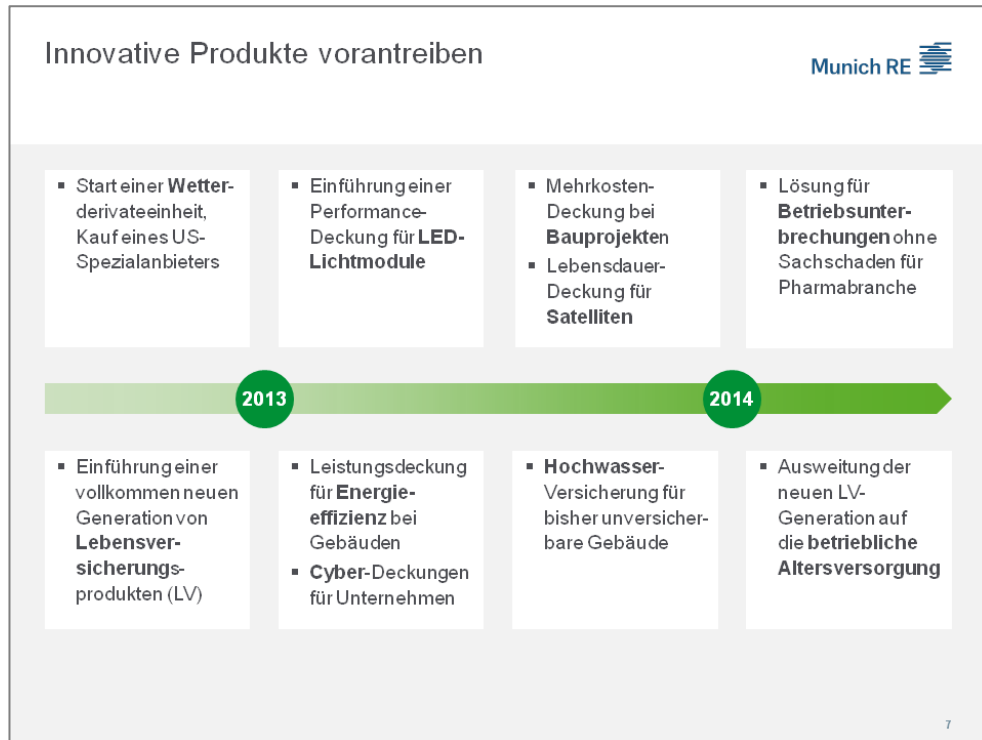 Innovative Produkte vorantreiben
Munich RE
▪ Start einer Wetter-
derivateeinheit,
Kauf eines US-
Spezialanbieters
▪ Einführung einer
Performance-
Deckung für LED-
Lichtmodule
▪ Mehrkosten-
Deckung bei
Bauprojekten
▪ Lebensdauer-
Deckung für
Satelliten
▪ Lösung für
Betriebsunter-
brechungen ohne
Sachschaden für
Pharmabranche
2013
2014
▪ Einführung einer
vollkommen neuen
Generation von
Lebensver-
sicherungs-
produkten (LV)
▪ Leistungsdeckung
für Energie-
effizienz bei
Gebäuden
▪ Cyber-Deckungen
für Unternehmen
▪ Hochwasser-
Versicherung für
bisher unversicher-
bare Gebäude
▪ Ausweitung der
neuen LV-
Generation auf
die betriebliche
Altersversorgung
7